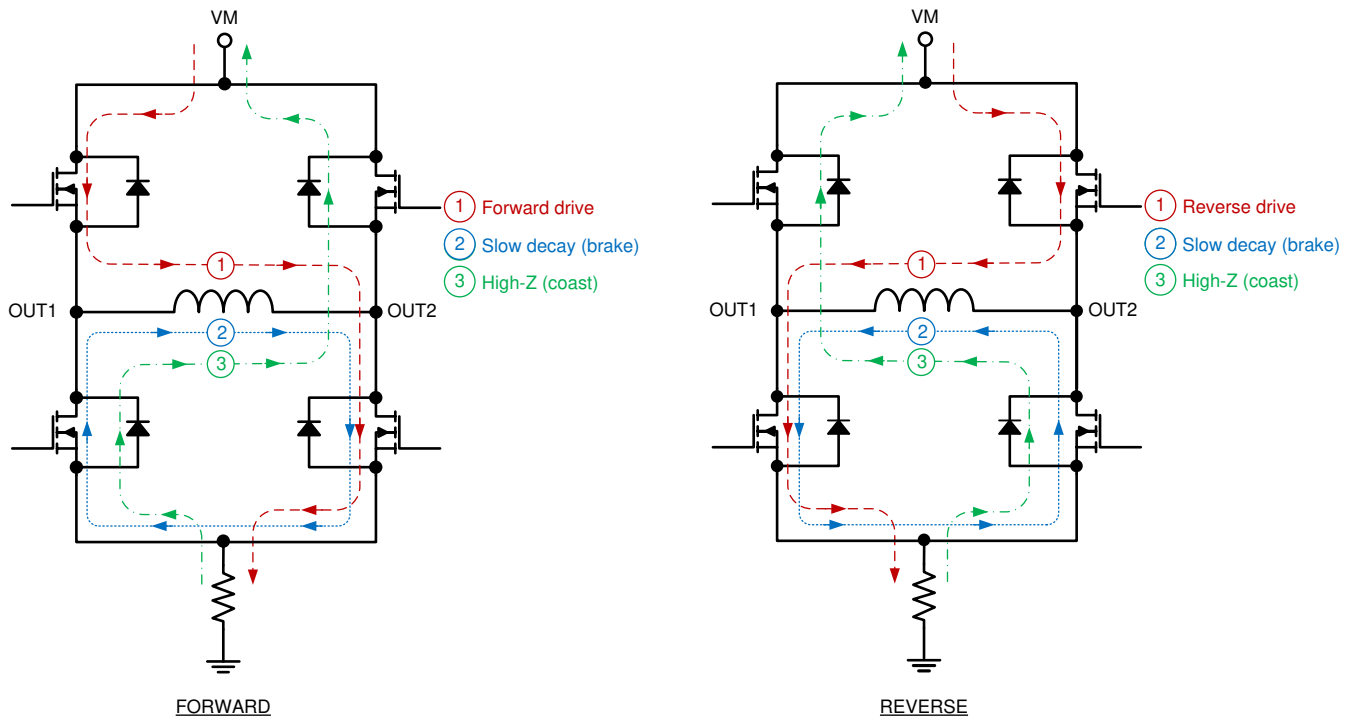 VM
1 Forward drive
2 Slow decay (brake)
3 High-Z (coast)
1
OUT1
OUT2
2
3
FORWARD
VM
1 Reverse drive
2 Slow decay (brake)
3 High-Z (coast)
1
OUT1
OUT2
2
3
REVERSE